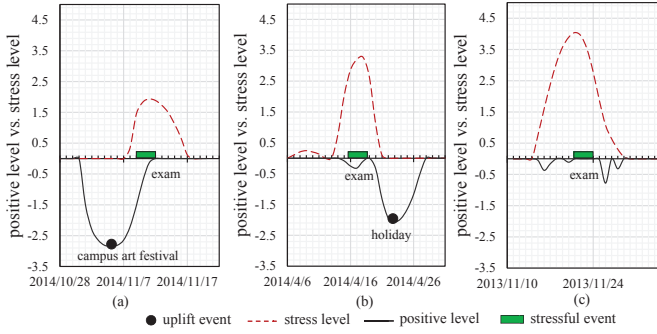 positive level vs. stress level
4.5
3.5
2.5
1.5
0.5
-0.5
-1.5
-2.5
-3.5
exam
campus art festival
2014/10/28 2014/11/7 2014/11/17
(a)
positive level vs. stress level
4.5
3.5
2.5
1.5
0.5
-0.5
-1.5
-2.5
-3.5
exam
holiday
2014/4/6 2014/4/16 2014/4/26
(b)
positive level vs. stress level
4.5
3.5
2.5
1.5
0.5
-0.5
-1.5
-2.5
-3.5
exam
2013/11/10 2013/11/24
(c)
uplift event stress level positive level stressful event